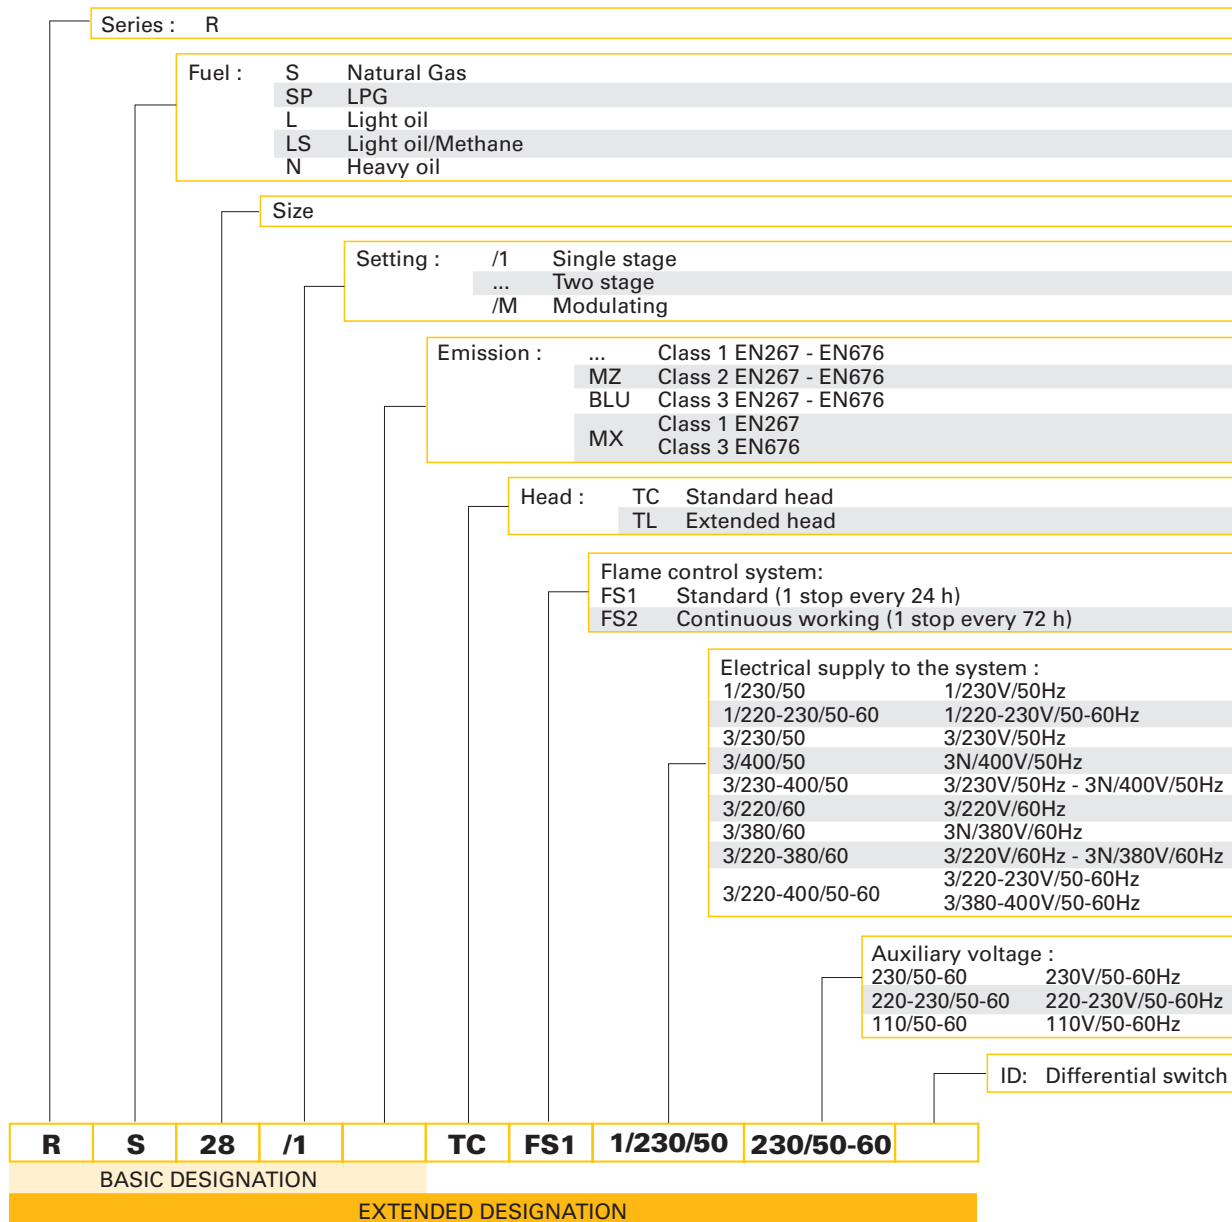 Series : R
Fuel : S Natural Gas
SP LPG
L Light oil
LS Light oil/Methane
N Heavy oil
Size
Setting : /1 Single stage
... Two stage
/M Modulating
Emission : ... Class 1 EN267 - EN676
MZ Class 2 EN267 - EN676
BLU Class 3 EN267 - EN676
MX Class 1 EN267
Class 3 EN676
Head : TC Standard head
TL Extended head
Flame control system:
FS1 Standard (1 stop every 24 h)
FS2 Continuous working (1 stop every 72 h)
Electrical supply to the system :
1/230/50 1/230V/50Hz
1/220-230/50-60 1/220-230V/50-60Hz
3/230/50 3/230V/50Hz
3/400/50 3N/400V/50Hz
3/230-400/50 3/230V/50Hz - 3N/400V/50Hz
3/220/60 3/220V/60Hz
3/380/60 3N/380V/60Hz
3/220-380/60 3/220V/60Hz - 3N/380V/60Hz
3/220-400/50-60 3/220-230V/50-60Hz
3/380-400V/50-60Hz
Auxiliary voltage :
230/50-60 230V/50-60Hz
220-230/50-60 220-230V/50-60Hz
110/50-60 110V/50-60Hz
ID: Differential switch
R S 28 /1 TC FS1 1/230/50 230/50-60
BASIC DESIGNATION
EXTENDED DESIGNATION